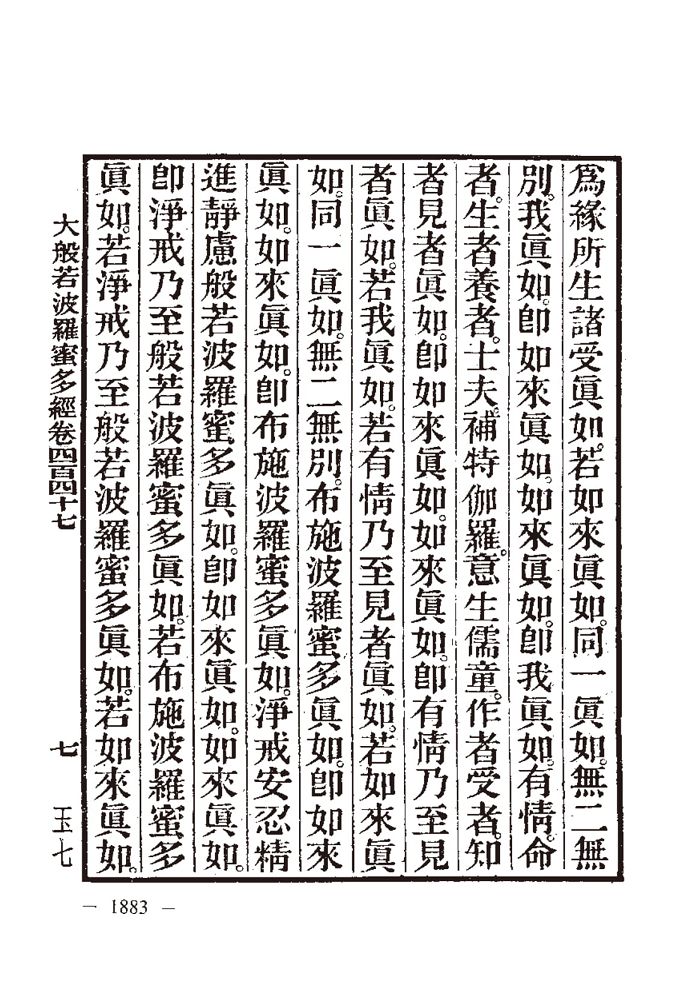 爲緣所生諸受眞如。若如來眞如。同一眞如。無二無
別。我眞如。卽如來眞如。如來眞如。卽我眞如。有情。命
者。生者養者。士夫。補特伽羅。意生儒童。作者受者。知
者見者眞如。卽如來眞如。如來眞如。卽有情乃至見
者眞如。若我眞如。若有情乃至見者眞如。若如來眞
如。同一眞如。無二無別。布施波羅蜜多眞如。卽如來
眞如。如來眞如。卽布施波羅蜜多眞如。淨戒安忍精
進靜慮般若波羅蜜多眞如。卽如來眞如。如來眞如。
卽淨戒乃至般若波羅蜜多眞如。若布施波羅蜜多
眞如。若淨戒乃至般若波羅蜜多眞如。若如來眞如。
大般若波羅蜜多經卷四百四十七 七 玉七
— 1883 —